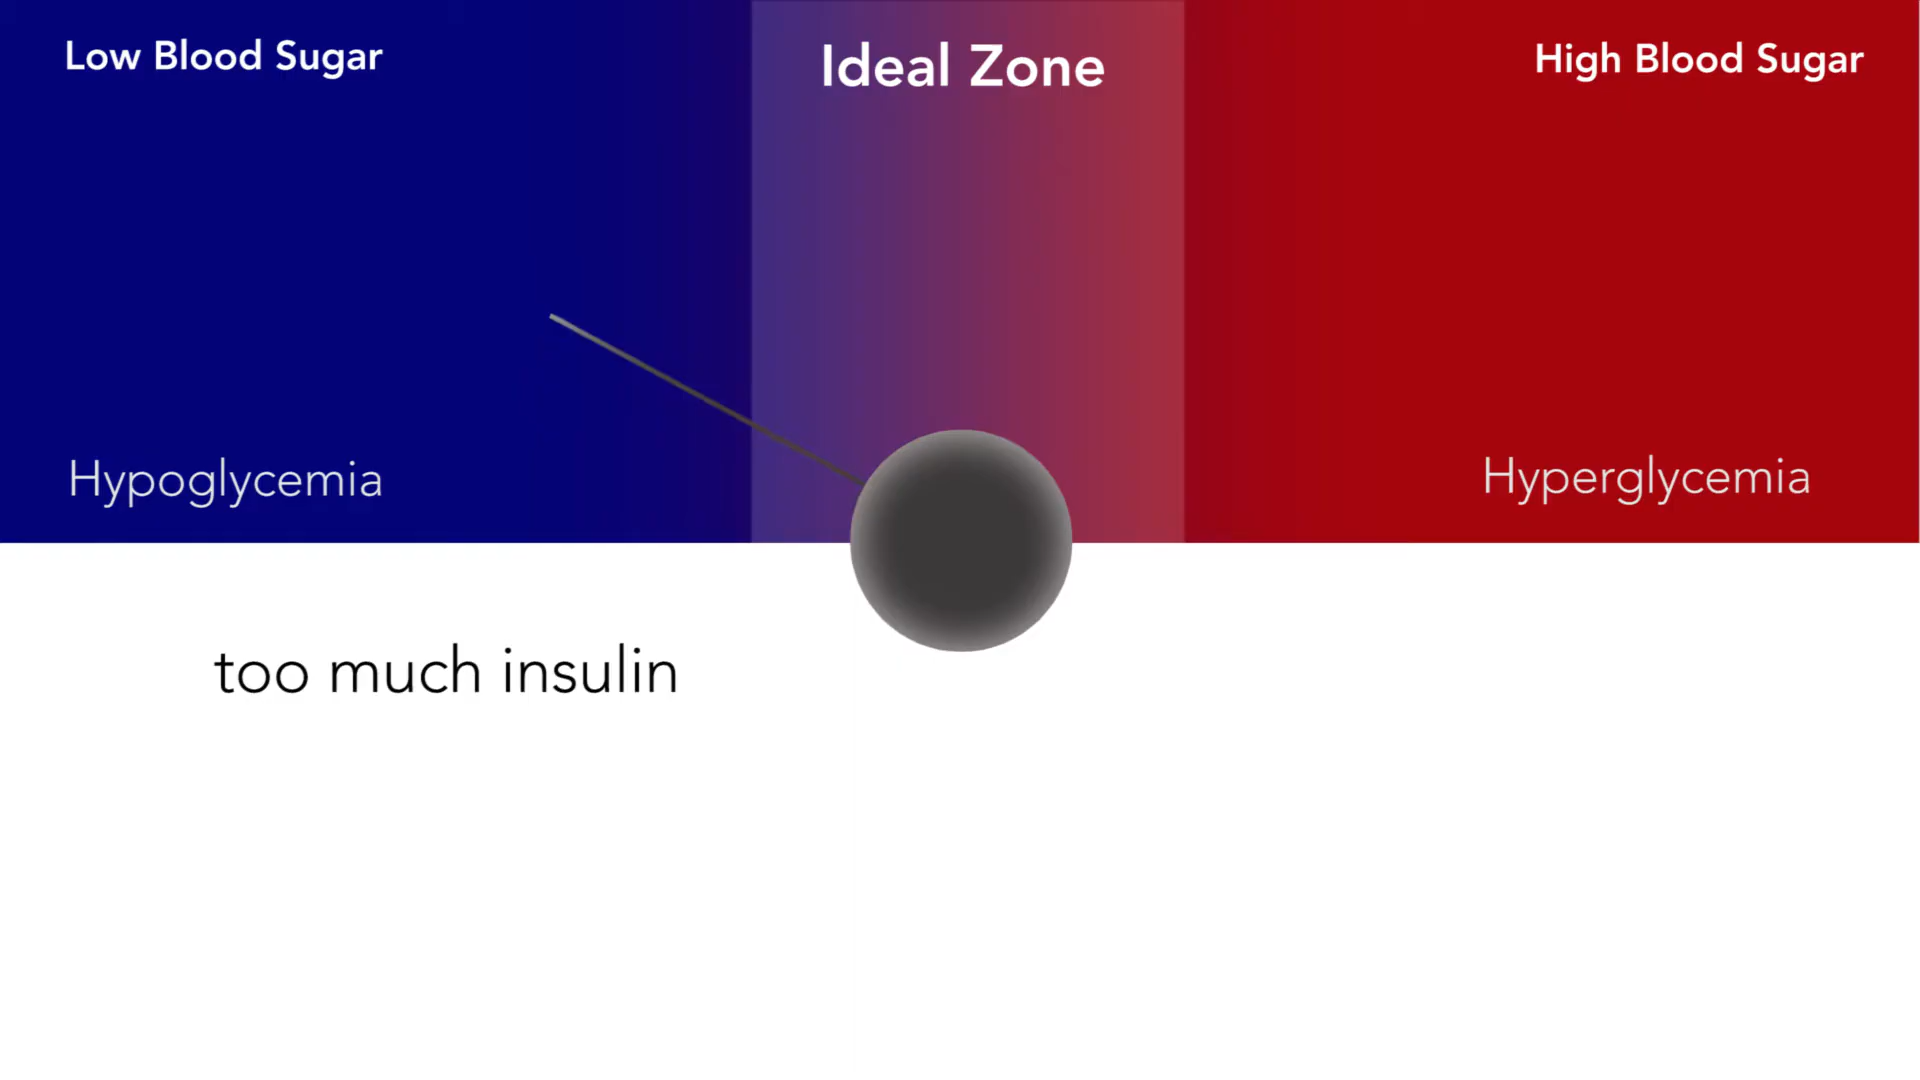 Low Blood Sugar
Ideal Zone
High Blood Sugar
Hypoglycemia
Hyperglycemia
too much insulin